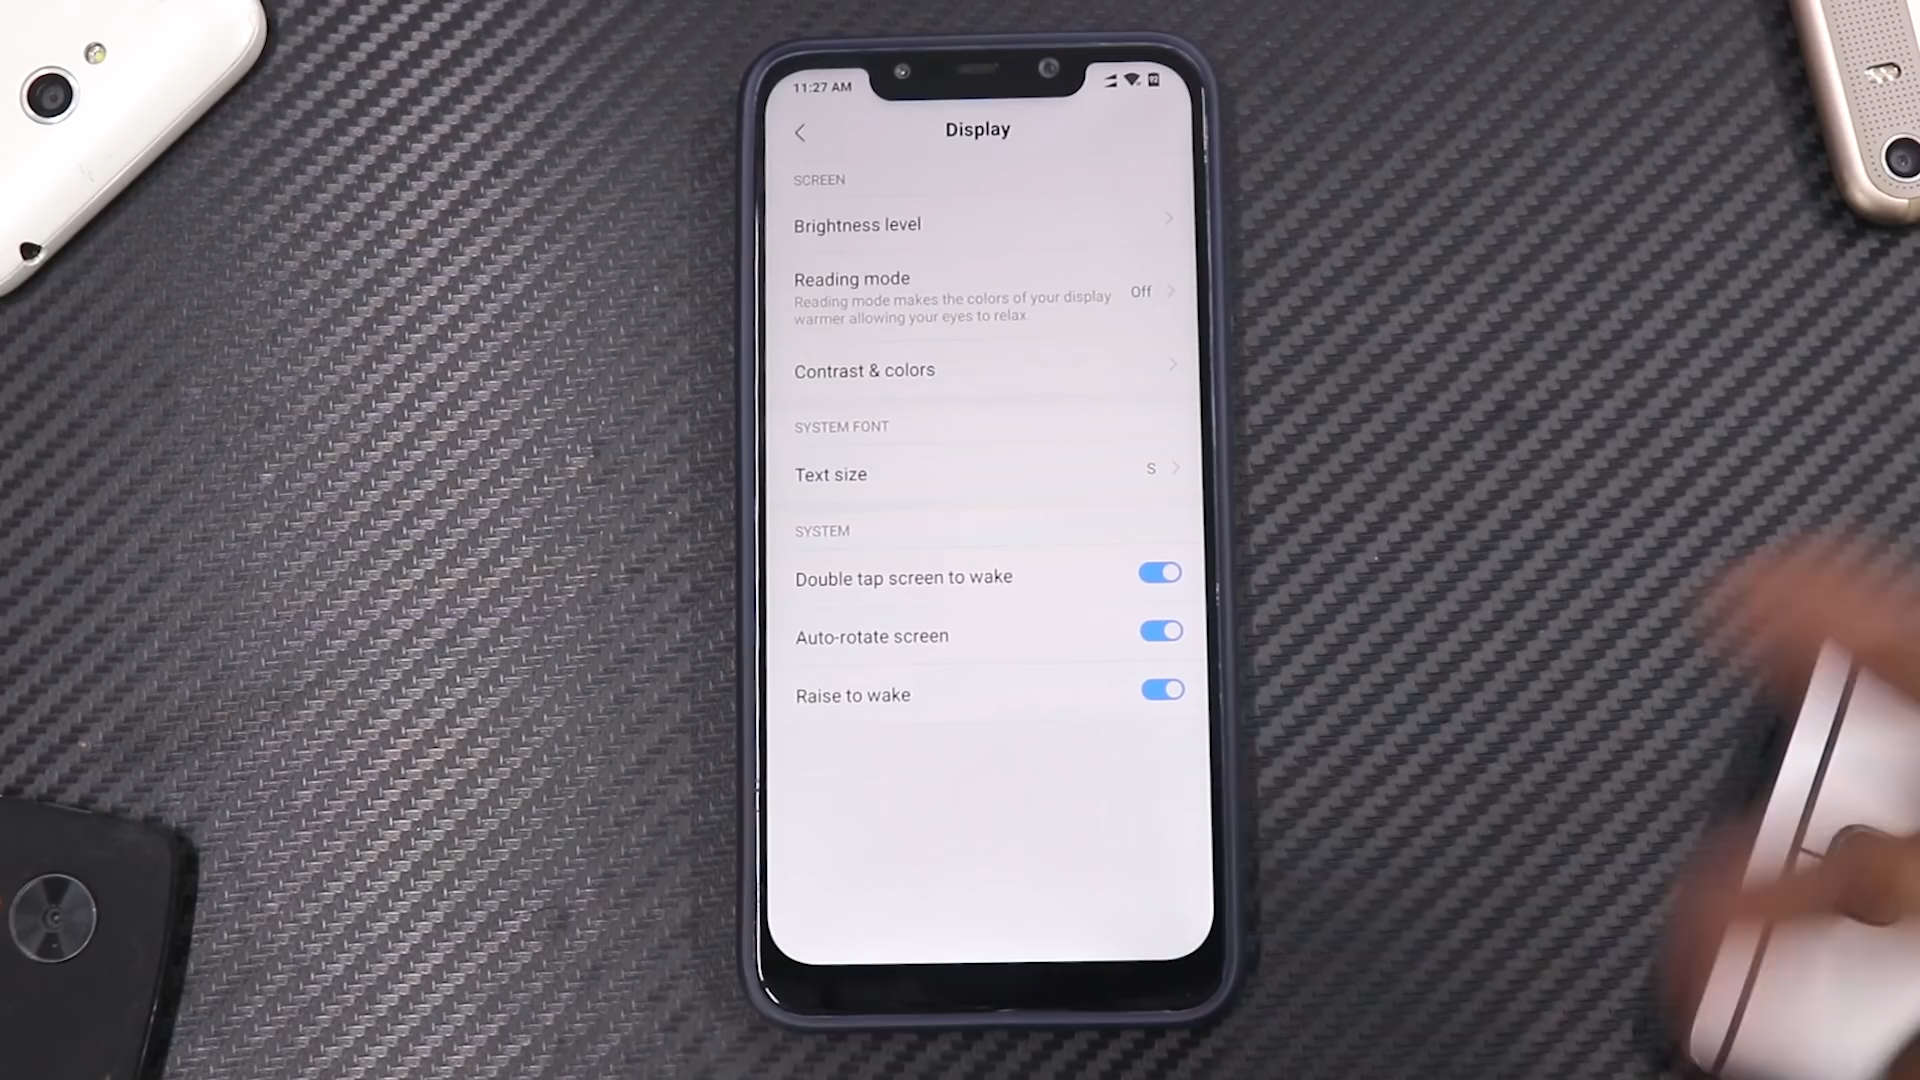 11:27 AM
92
Display
SCREEN
Brightness level
Reading mode
Reading mode makes the colors of your display
warmer allowing your eyes to relax.
Off
Contrast & colors
SYSTEM FONT
Text size
S
SYSTEM
Double tap screen to wake
Auto-rotate screen
Raise to wake